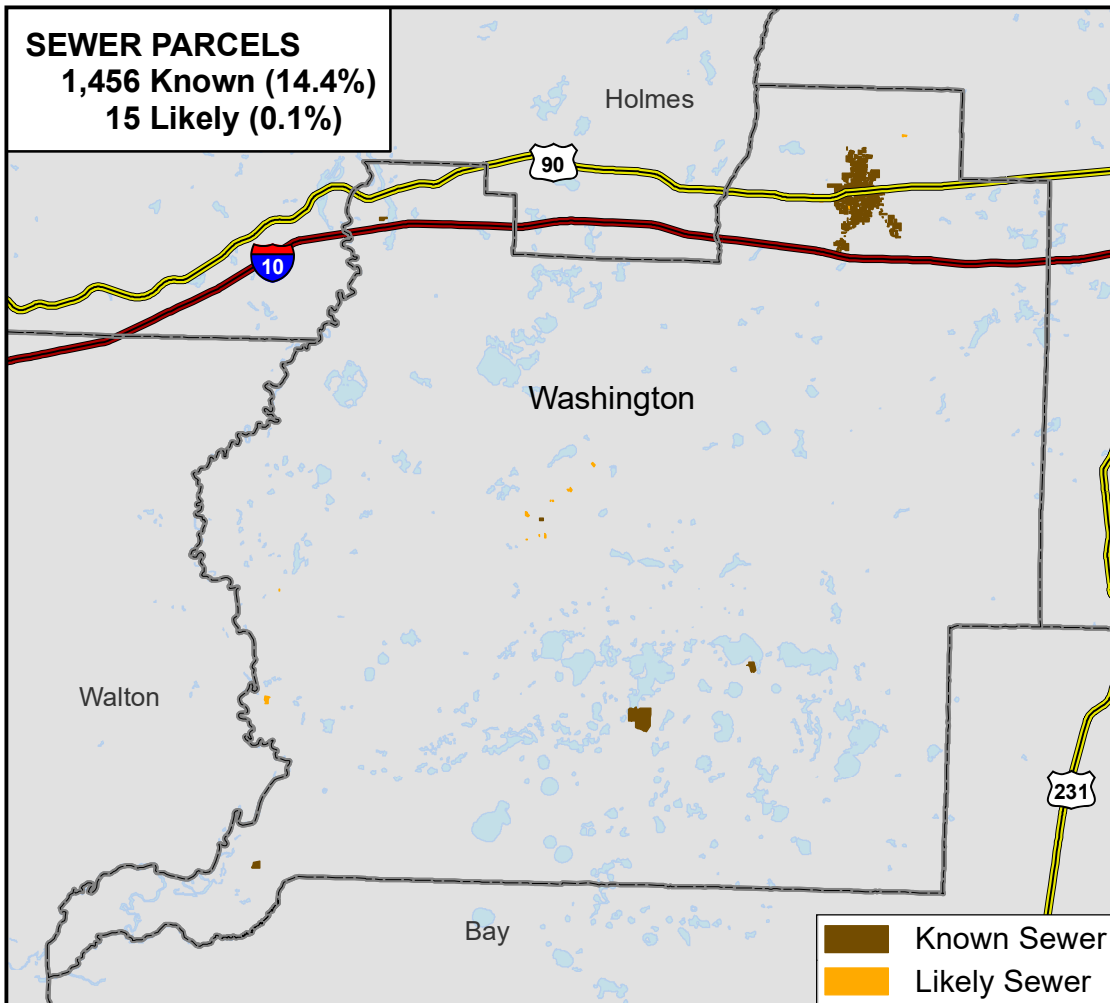 SEWER PARCELS
1,456 Known (14.4%)
15 Likely (0.1%)
Holmes
90
10
Washington
Walton
231
Bay
Known Sewer
Likely Sewer